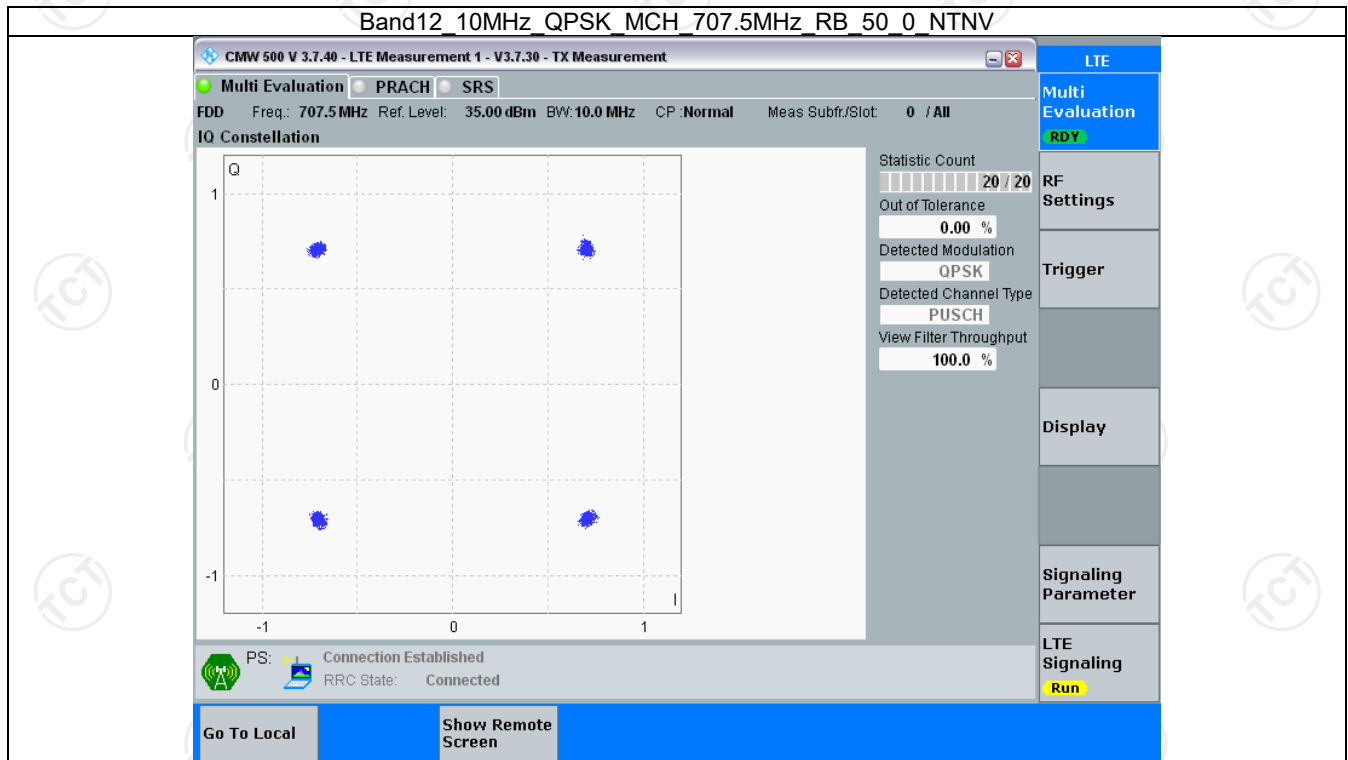 Band12_10MHz_QPSK_MCH_707.5MHz_RB_50_0_NTNV
CMW 500 V 3.7.40 - LTE Measurement 1 - V3.7.30 - TX Measurement
LTE
Multi Evaluation PRACH SRS
FDD Freq.: 707.5 MHz Ref. Level: 35.00 dBm BW: 10.0 MHz CP :Normal Meas Subfr./Slot: 0 / All
IQ Constellation
Q
1
0
-1
I
-1 0 1
Statistic Count
20 / 20
Out of Tolerance
0.00 %
Detected Modulation
QPSK
Detected Channel Type
PUSCH
View Filter Throughput
100.0 %
Multi
Evaluation
RDY
RF
Settings
Trigger
Display
Signaling
Parameter
LTE
Signaling
Run
PS: Connection Established
RRC State: Connected
Go To Local
Show Remote
Screen
TCT
TCT
TCT
TCT